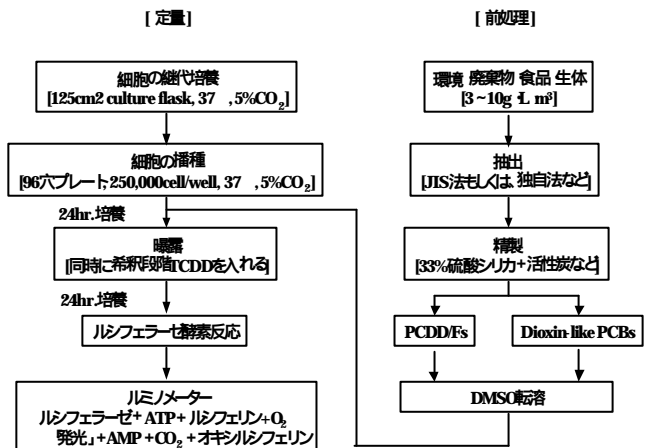 [ 定量 ]
細胞の継代培養
[125cm2 culture flask, 37 , 5%CO₂]
細胞の播種
[96穴プレート, 250,000cell/well, 37 , 5%CO₂]
24hr.培養
曝露
[同時に希釈段階TCDDを入れる]
24hr.培養
ルシフェラーゼ酵素反応
ルミノメーター
ルシフェラーゼ+ATP+ルシフェリン+O₂
発光」+AMP+CO₂+オキシルシフェリン
[ 前処理 ]
環境 廃棄物 食品 生体
[3~10g・L m³]
抽出
[JIS法もしくは、独自法など]
精製
[33%硫酸シリカ+活性炭など]
PCDD/Fs
Dioxin-like PCBs
DMSO転溶